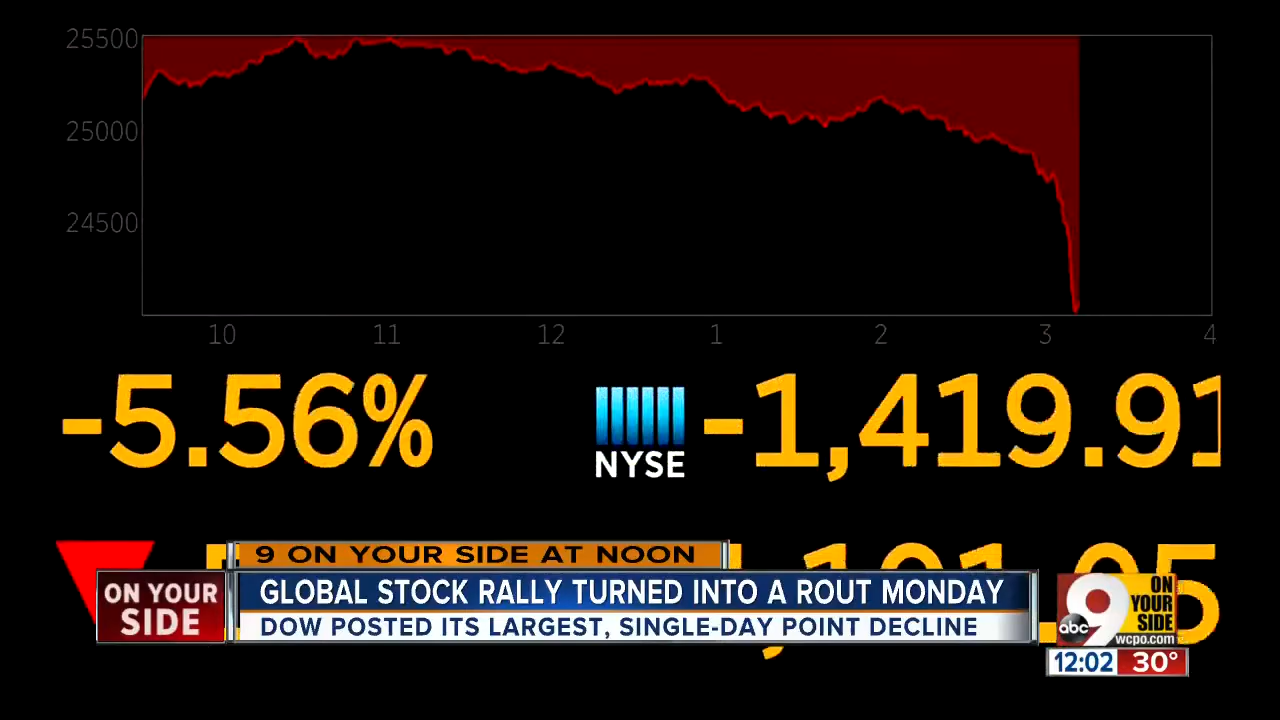 25500
25000
24500
10 11 12 1 2 3 4
-5.56%
NYSE
-1,419.91
9 ON YOUR SIDE AT NOON
ON YOUR SIDE
GLOBAL STOCK RALLY TURNED INTO A ROUT MONDAY
DOW POSTED ITS LARGEST, SINGLE-DAY POINT DECLINE
abc 9 ON YOUR SIDE
wcpo.com
12:02 30°